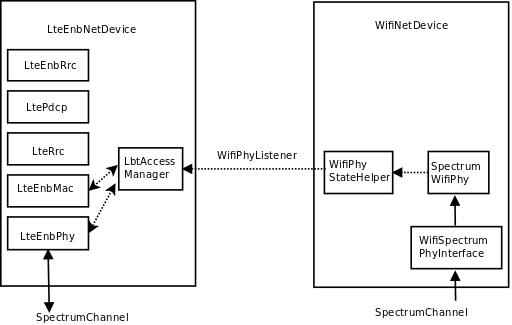 LteEnbNetDevice
LteEnbRrc
LtePdcp
LteRrc
LteEnbMac
LteEnbPhy
LbtAccess
Manager
SpectrumChannel
WifiPhyListener
WifiNetDevice
WifiPhy
StateHelper
Spectrum
WifiPhy
WifiSpectrum
PhyInterface
SpectrumChannel